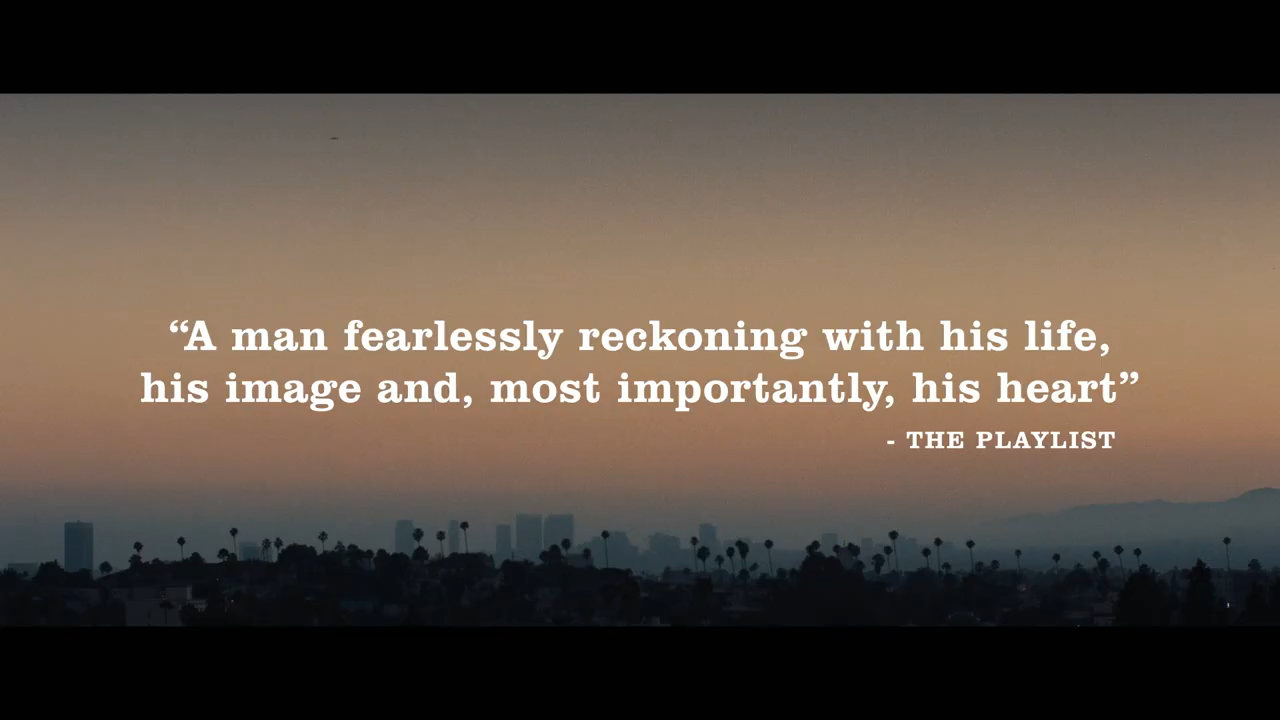 “A man fearlessly reckoning with his life,
his image and, most importantly, his heart”
- THE PLAYLIST